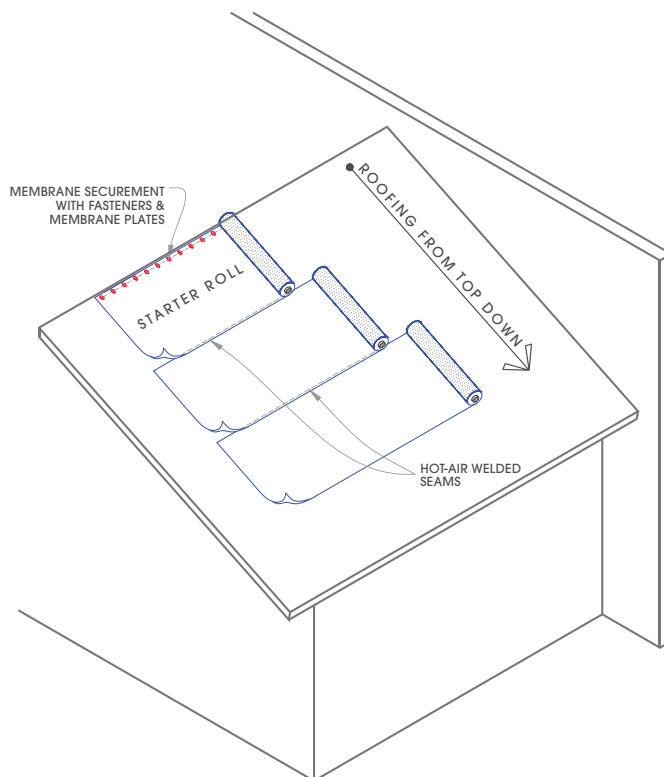 MEMBRANE SECUREMENT
WITH FASTENERS &
MEMBRANE PLATES
ROOFING FROM TOP DOWN
STARTER ROLL
HOT-AIR WELDED
SEAMS